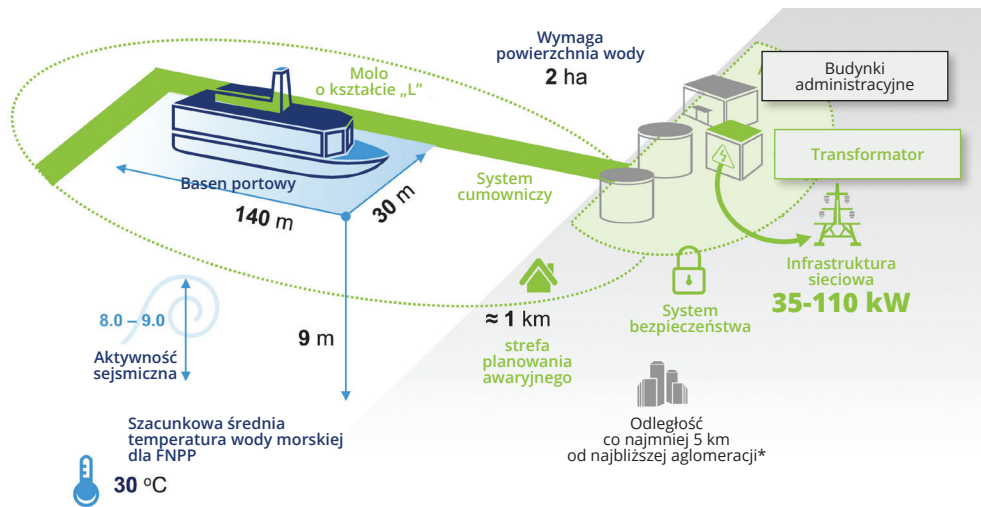 Wymaga
powierzchnia wody
2 ha
Budynki
administracyjne
Molo
o kształcie „L”
Transformator
Basen portowy
System
cumowniczy
140 m
30 m
Infrastruktura
sieciowa
35-110 kW
System
bezpieczeństwa
≈ 1 km
strefa
planowania
awaryjnego
8.0 – 9.0
Aktywność
sejsmiczna
9 m
Odległość
co najmniej 5 km
od najbliższej aglomeracji*
Szacunkowa średnia
temperatura wody morskiej
dla FNPP
30 °C